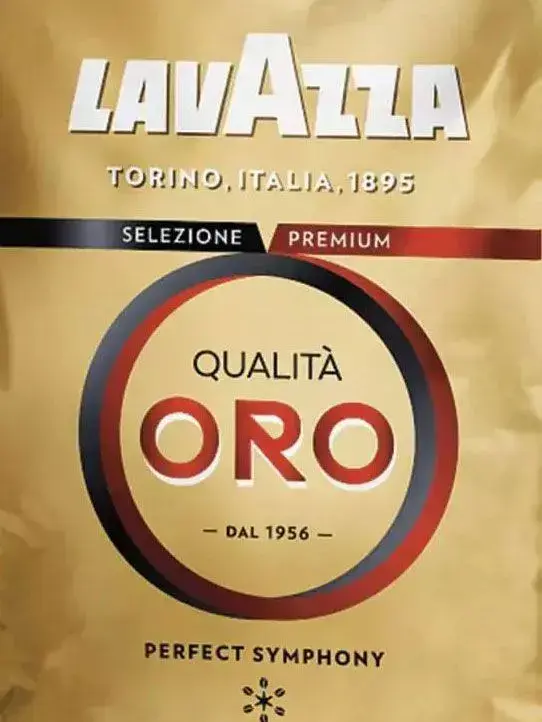 LAVAZZA
TORINO, ITALIA, 1895
SELEZIONE PREMIUM
QUALITÀ
ORO
— DAL 1956 —
PERFECT SYMPHONY